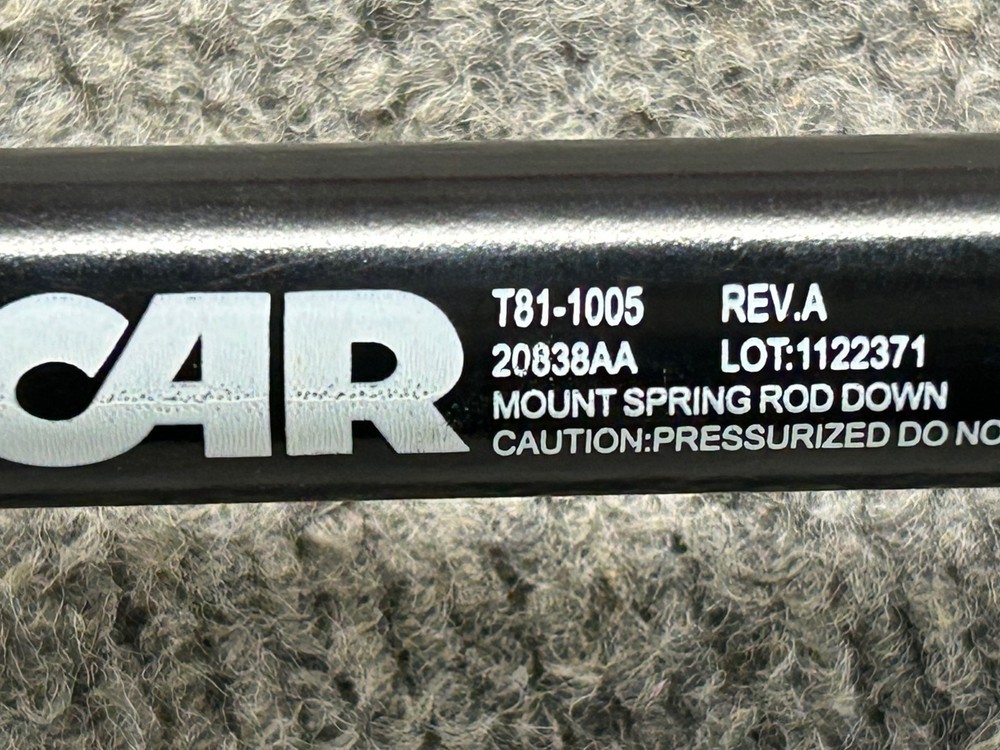 CAR
T81-1005 REV.A
20838AA LOT:1122371
MOUNT SPRING ROD DOWN
CAUTION:PRESSURIZED DO NO